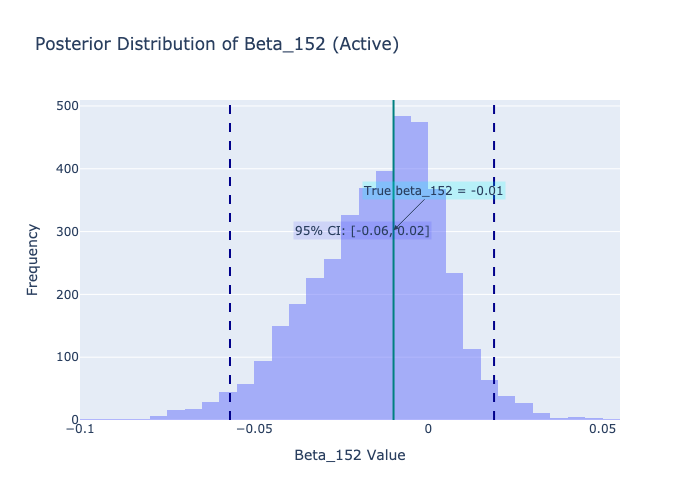 Posterior Distribution of Beta_152 (Active)
500
400
300
200
100
0
Frequency
True beta_152 = -0.01
95% CI: [-0.06, 0.02]
−0.1
−0.05
0
0.05
Beta_152 Value